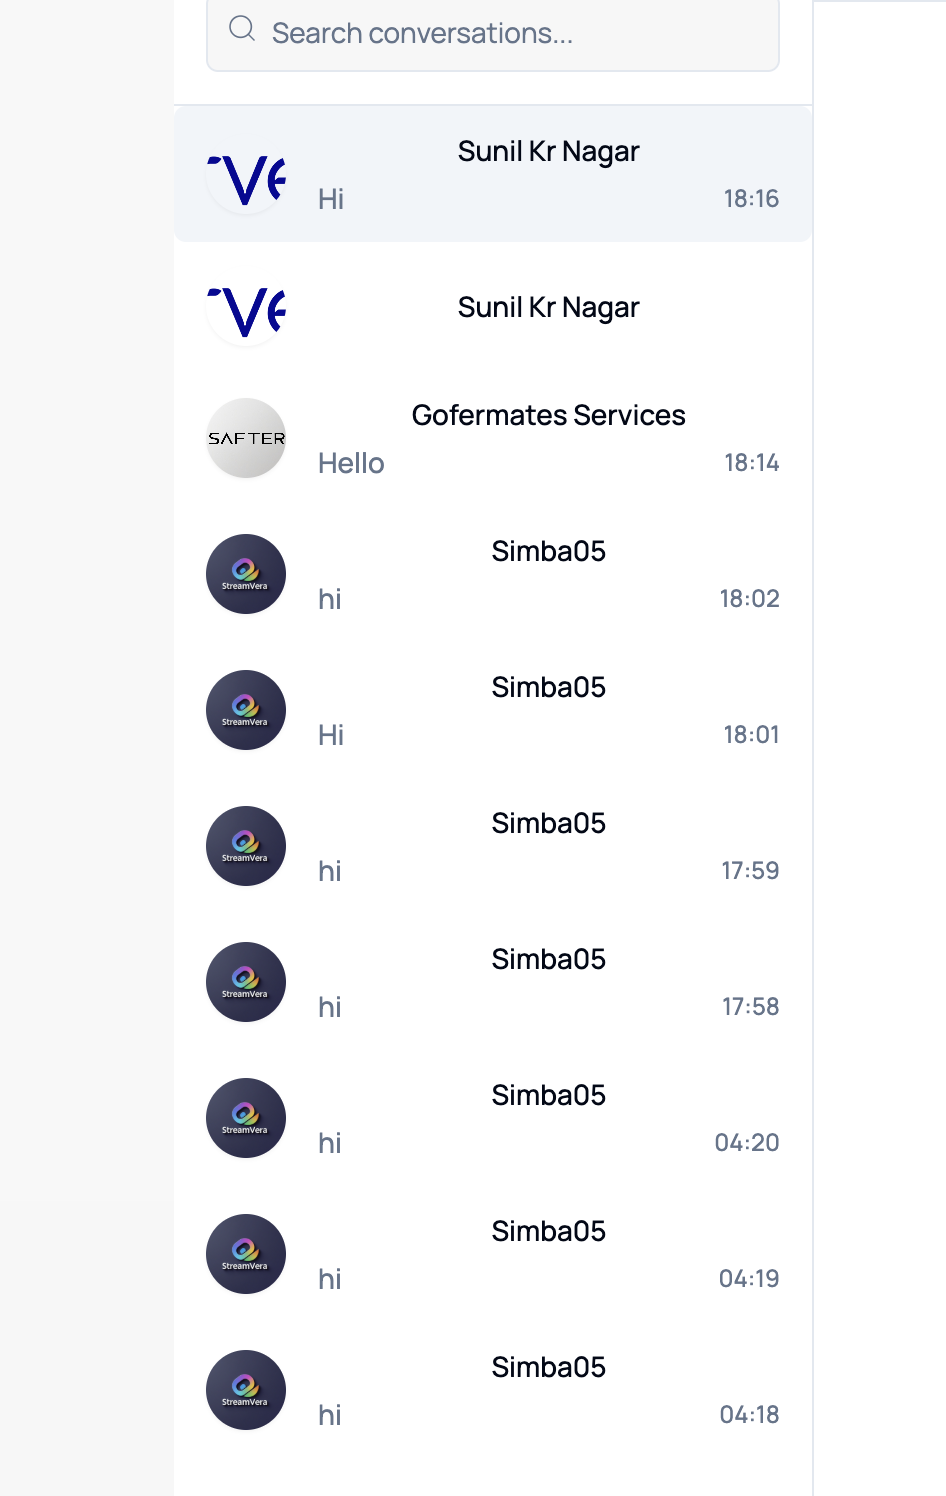 Search conversations...
Sunil Kr Nagar
Hi
18:16
Sunil Kr Nagar
SAFTER
Gofermates Services
Hello
18:14
Simba05
StreamVera
hi
18:02
Simba05
StreamVera
Hi
18:01
Simba05
StreamVera
hi
17:59
Simba05
StreamVera
hi
17:58
Simba05
StreamVera
hi
04:20
Simba05
StreamVera
hi
04:19
Simba05
StreamVera
hi
04:18